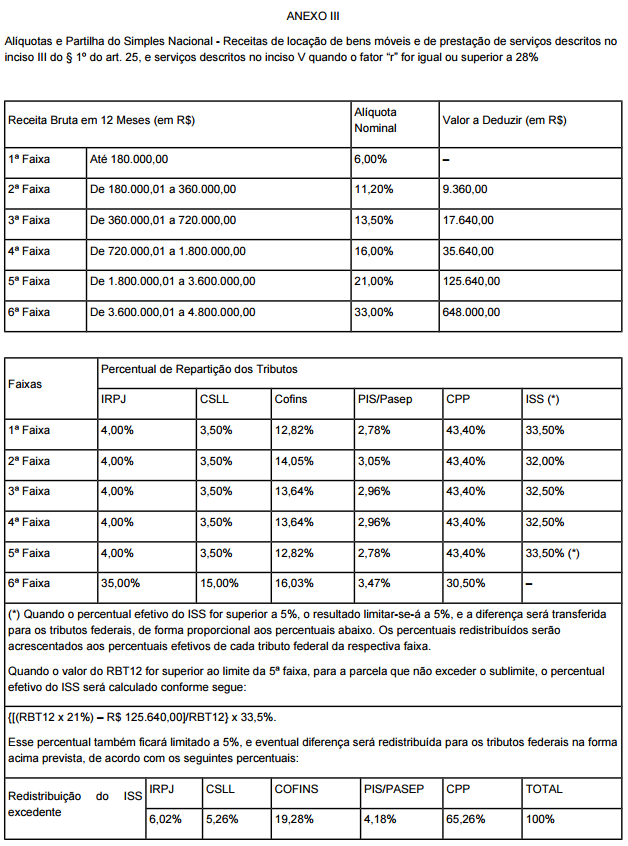 ANEXO III
Alíquotas e Partilha do Simples Nacional - Receitas de locação de bens móveis e de prestação de serviços descritos no
inciso III do § 1º do art. 25, e serviços descritos no inciso V quando o fator “r” for igual ou superior a 28%
Receita Bruta em 12 Meses (em R$) Alíquota Nominal Valor a Deduzir (em R$)
1ª Faixa Até 180.000,00 6,00% –
2ª Faixa De 180.000,01 a 360.000,00 11,20% 9.360,00
3ª Faixa De 360.000,01 a 720.000,00 13,50% 17.640,00
4ª Faixa De 720.000,01 a 1.800.000,00 16,00% 35.640,00
5ª Faixa De 1.800.000,01 a 3.600.000,00 21,00% 125.640,00
6ª Faixa De 3.600.000,01 a 4.800.000,00 33,00% 648.000,00
Faixas Percentual de Repartição dos Tributos
IRPJ CSLL Cofins PIS/Pasep CPP ISS (*)
1ª Faixa 4,00% 3,50% 12,82% 2,78% 43,40% 33,50%
2ª Faixa 4,00% 3,50% 14,05% 3,05% 43,40% 32,00%
3ª Faixa 4,00% 3,50% 13,64% 2,96% 43,40% 32,50%
4ª Faixa 4,00% 3,50% 13,64% 2,96% 43,40% 32,50%
5ª Faixa 4,00% 3,50% 12,82% 2,78% 43,40% 33,50% (*)
6ª Faixa 35,00% 15,00% 16,03% 3,47% 30,50% –
(*) Quando o percentual efetivo do ISS for superior a 5%, o resultado limitar-se-á a 5%, e a diferença será transferida
para os tributos federais, de forma proporcional aos percentuais abaixo. Os percentuais redistribuídos serão
acrescentados aos percentuais efetivos de cada tributo federal da respectiva faixa.
Quando o valor do RBT12 for superior ao limite da 5ª faixa, para a parcela que não exceder o sublimite, o percentual
efetivo do ISS será calculado conforme segue:
{[(RBT12 x 21%) – R$ 125.640,00]/RBT12} x 33,5%.
Esse percentual também ficará limitado a 5%, e eventual diferença será redistribuída para os tributos federais na forma
acima prevista, de acordo com os seguintes percentuais:
Redistribuição do ISS excedente IRPJ CSLL COFINS PIS/PASEP CPP TOTAL
6,02% 5,26% 19,28% 4,18% 65,26% 100%